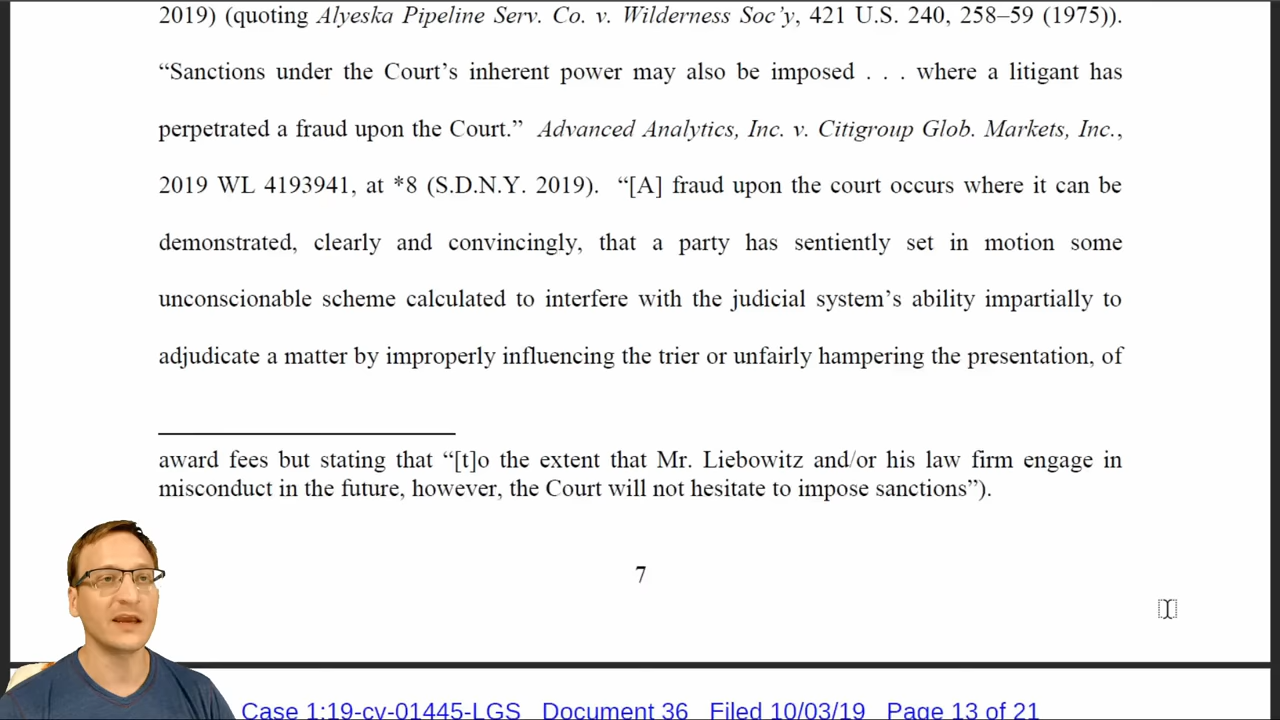 2019) (quoting Alyeska Pipeline Serv. Co. v. Wilderness Soc’y, 421 U.S. 240, 258–59 (1975)).
“Sanctions under the Court’s inherent power may also be imposed . . . where a litigant has
perpetrated a fraud upon the Court.” Advanced Analytics, Inc. v. Citigroup Glob. Markets, Inc.,
2019 WL 4193941, at *8 (S.D.N.Y. 2019). “[A] fraud upon the court occurs where it can be
demonstrated, clearly and convincingly, that a party has sentiently set in motion some
unconscionable scheme calculated to interfere with the judicial system’s ability impartially to
adjudicate a matter by improperly influencing the trier or unfairly hampering the presentation, of
award fees but stating that “[t]o the extent that Mr. Liebowitz and/or his law firm engage in
misconduct in the future, however, the Court will not hesitate to impose sanctions”).
7
Case 1:19-cv-01445-LGS Document 36 Filed 10/03/19 Page 13 of 21